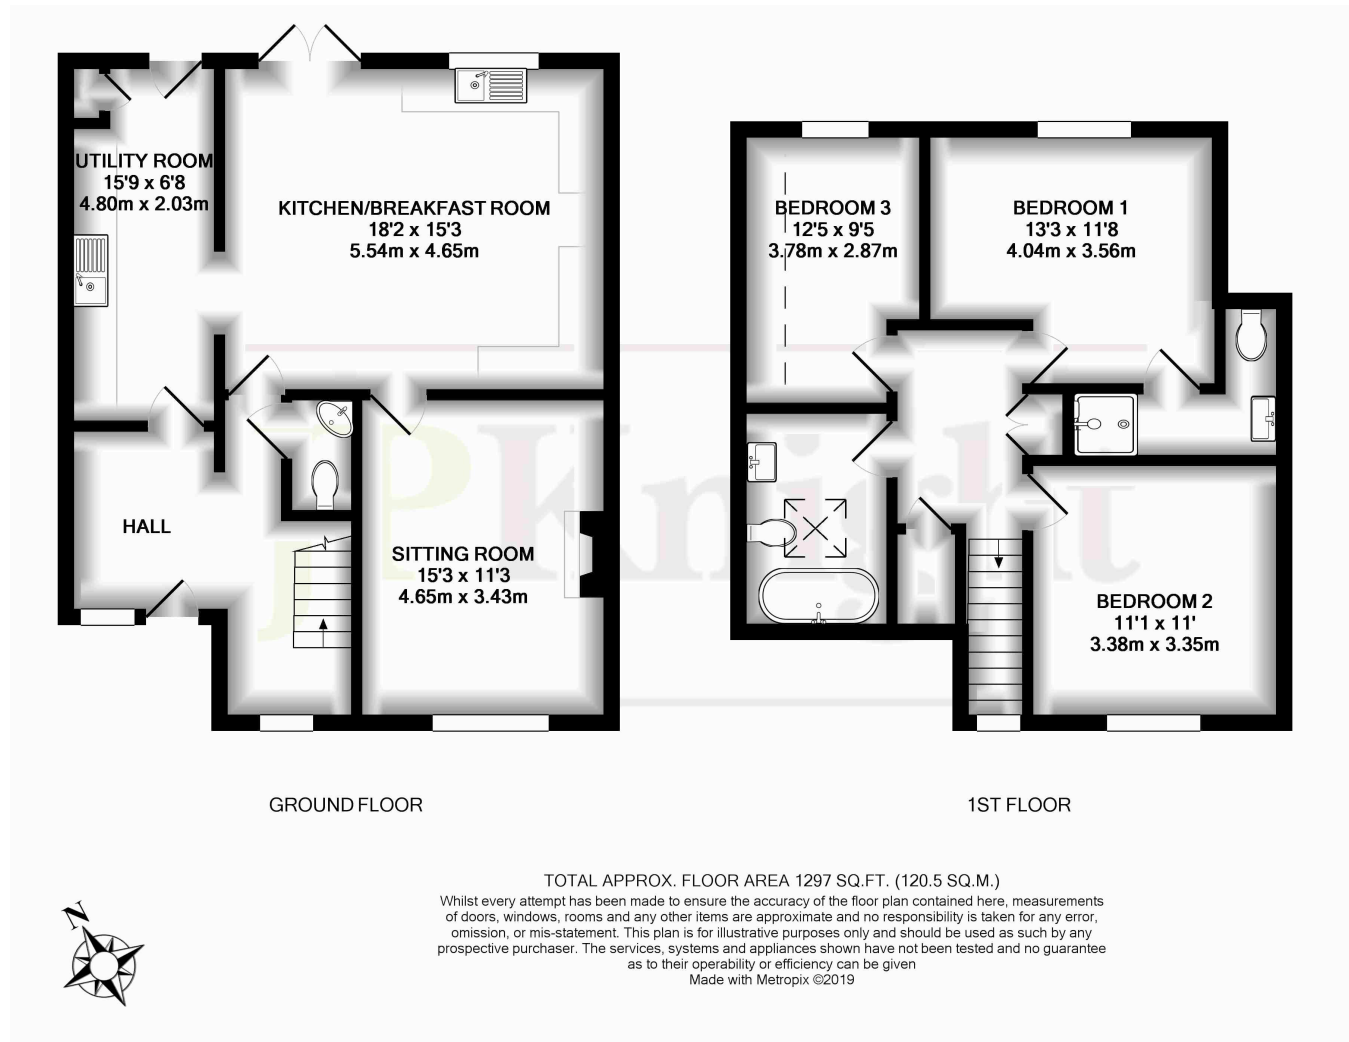 UTILITY ROOM
15'9 x 6'8
4.80m x 2.03m
KITCHEN/BREAKFAST ROOM
18'2 x 15'3
5.54m x 4.65m
HALL
SITTING ROOM
15'3 x 11'3
4.65m x 3.43m
BEDROOM 3
12'5 x 9'5
3.78m x 2.87m
BEDROOM 1
13'3 x 11'8
4.04m x 3.56m
BEDROOM 2
11'1 x 11'
3.38m x 3.35m
JP Knight
GROUND FLOOR
1ST FLOOR
TOTAL APPROX. FLOOR AREA 1297 SQ.FT. (120.5 SQ.M.)
Whilst every attempt has been made to ensure the accuracy of the floor plan contained here, measurements
of doors, windows, rooms and any other items are approximate and no responsibility is taken for any error,
omission, or mis-statement. This plan is for illustrative purposes only and should be used as such by any
prospective purchaser. The services, systems and appliances shown have not been tested and no guarantee
as to their operability or efficiency can be given
Made with Metropix ©2019
N